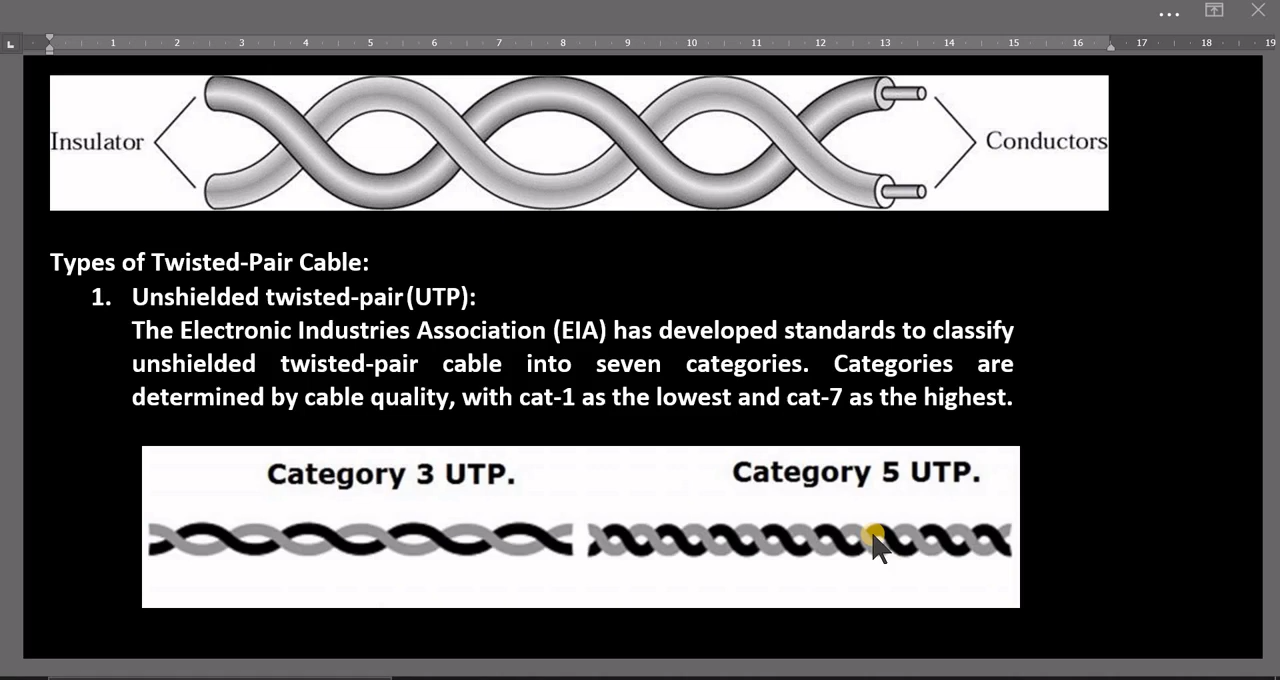 1 2 3 4 5 6 7 8 9 10 11 12 13 14 15 16 17 18 19
Insulator
Conductors
Types of Twisted-Pair Cable:
1. Unshielded twisted-pair (UTP):
The Electronic Industries Association (EIA) has developed standards to classify
unshielded twisted-pair cable into seven categories. Categories are
determined by cable quality, with cat-1 as the lowest and cat-7 as the highest.
Category 3 UTP.
Category 5 UTP.